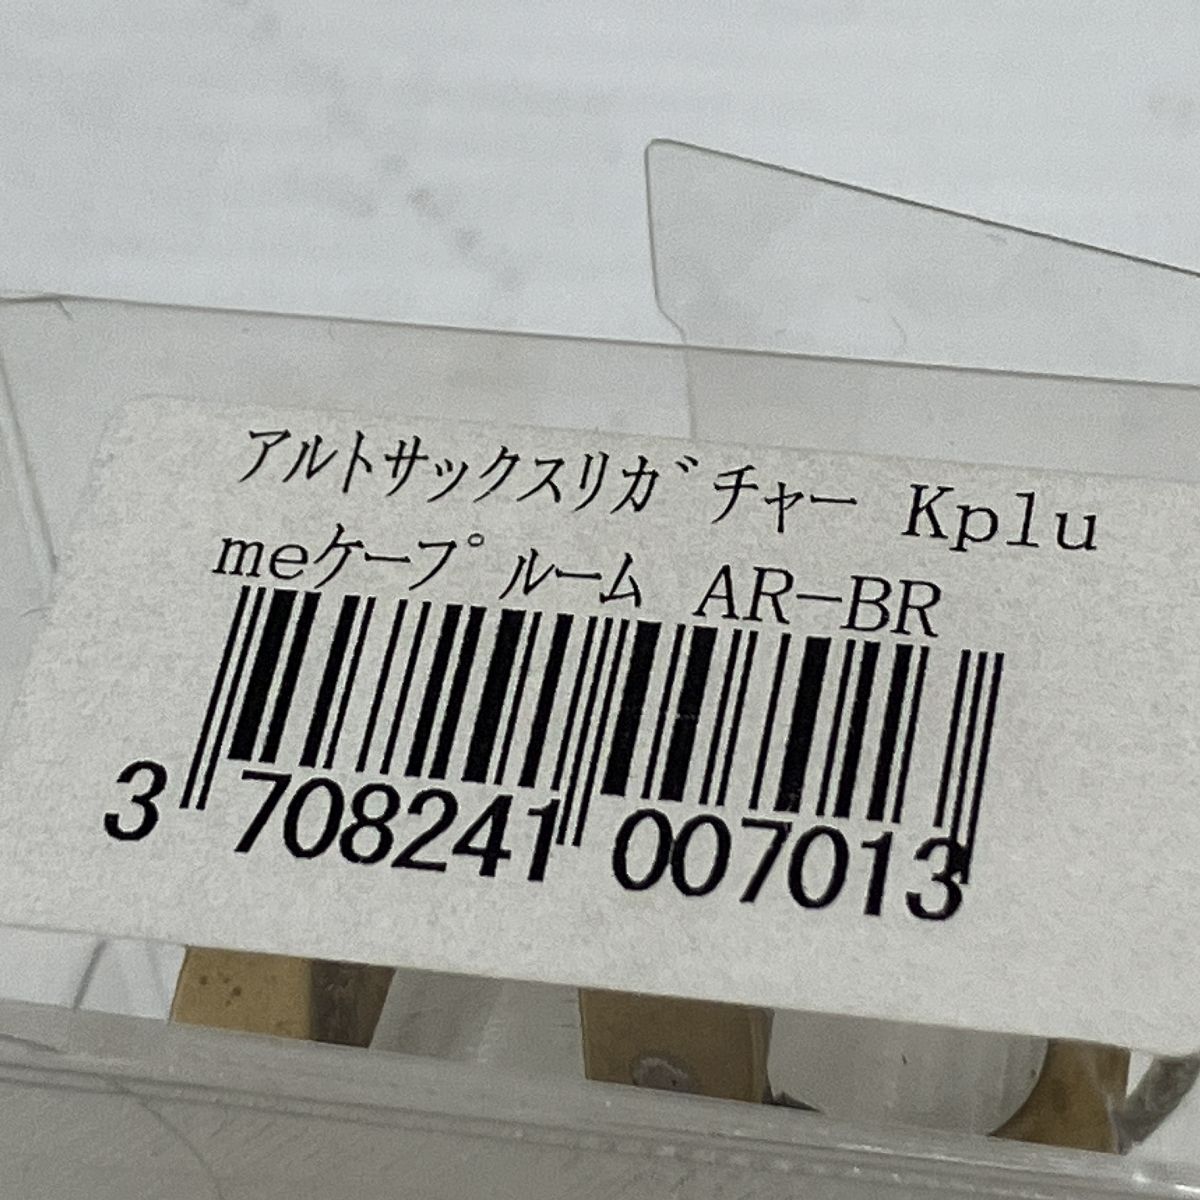 アルトサックスリガチャー Kplu
meケープルーム AR-BR
3 708241 007013